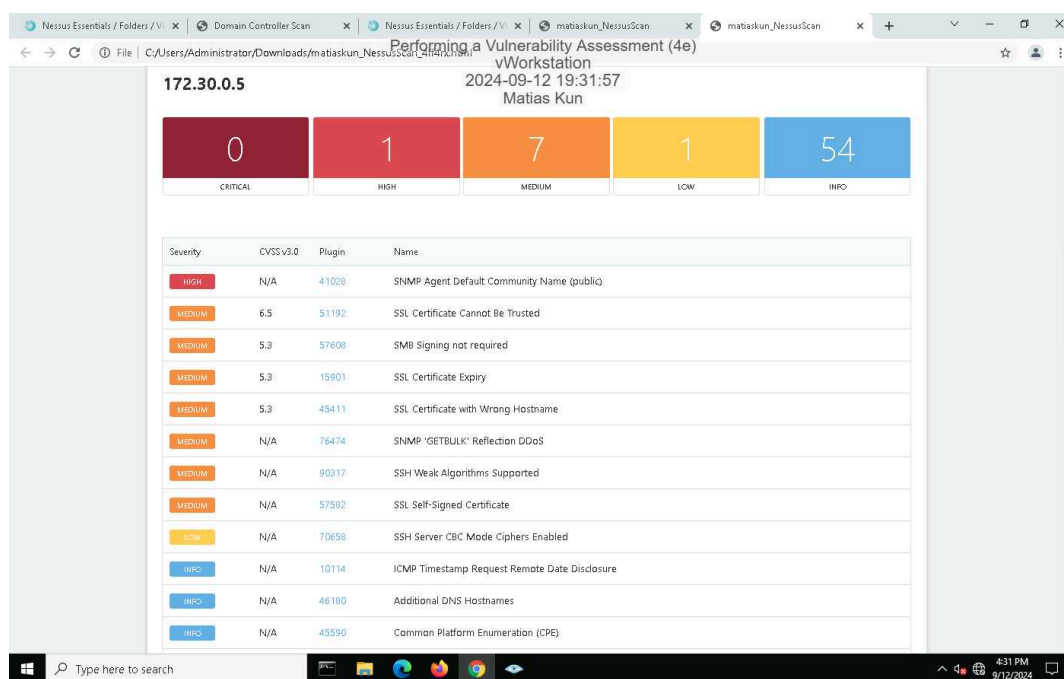 Nessus Essentials / Folders / Vi
Domain Controller Scan
Nessus Essentials / Folders / Vi
matiaskun_NessusScan
matiaskun_NessusScan
File
C:/Users/Administrator/Downloads/matiaskun_NessusScan_4h4rx.html
Performing a Vulnerability Assessment (4e)
vWorkstation
2024-09-12 19:31:57
Matias Kun
172.30.0.5
0 1 7 1 54
CRITICAL HIGH MEDIUM LOW INFO
Severity CVSS v3.0 Plugin Name
HIGH N/A 41028 SNMP Agent Default Community Name (public)
MEDIUM 6.5 51192 SSL Certificate Cannot Be Trusted
MEDIUM 5.3 57608 SMB Signing not required
MEDIUM 5.3 15901 SSL Certificate Expiry
MEDIUM 5.3 45411 SSL Certificate with Wrong Hostname
MEDIUM N/A 76474 SNMP 'GETBULK' Reflection DDoS
MEDIUM N/A 90317 SSH Weak Algorithms Supported
MEDIUM N/A 57582 SSL Self-Signed Certificate
LOW N/A 70658 SSH Server CBC Mode Ciphers Enabled
INFO N/A 10114 ICMP Timestamp Request Remote Date Disclosure
INFO N/A 46180 Additional DNS Hostnames
INFO N/A 45590 Common Platform Enumeration (CPE)
Type here to search
4:31 PM
9/12/2024